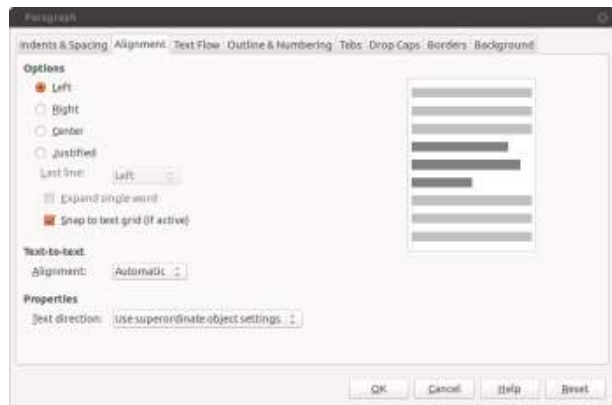 Paragraph
Indents & Spacing Alignment Text Flow Outline & Numbering Tabs Drop Caps Borders Background
Options
Left
Right
Center
Justified
Last line: Left
Expand single word
Snap to text grid (if active)
Text-to-text
Alignment: Automatic
Properties
Text direction: Use superordinate object settings
OK Cancel Help Reset